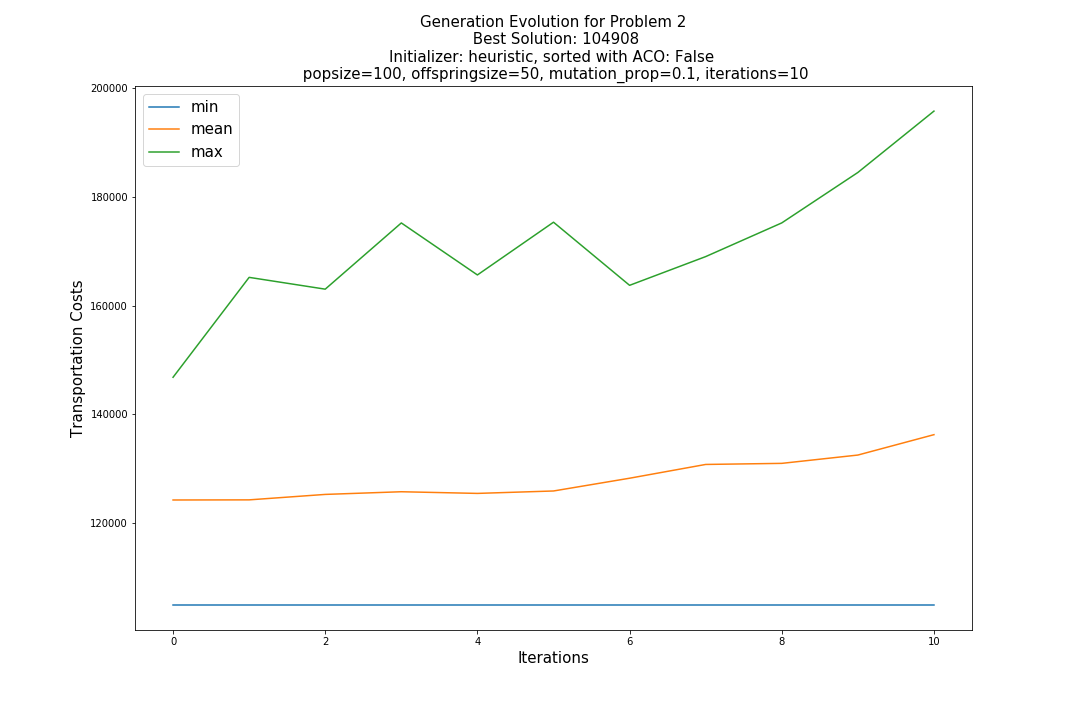 Generation Evolution for Problem 2
Best Solution: 104908
Initializer: heuristic, sorted with ACO: False
popsize=100, offspringsize=50, mutation_prop=0.1, iterations=10
min
mean
max
200000
180000
160000
140000
120000
Transportation Costs
0 2 4 6 8 10
Iterations